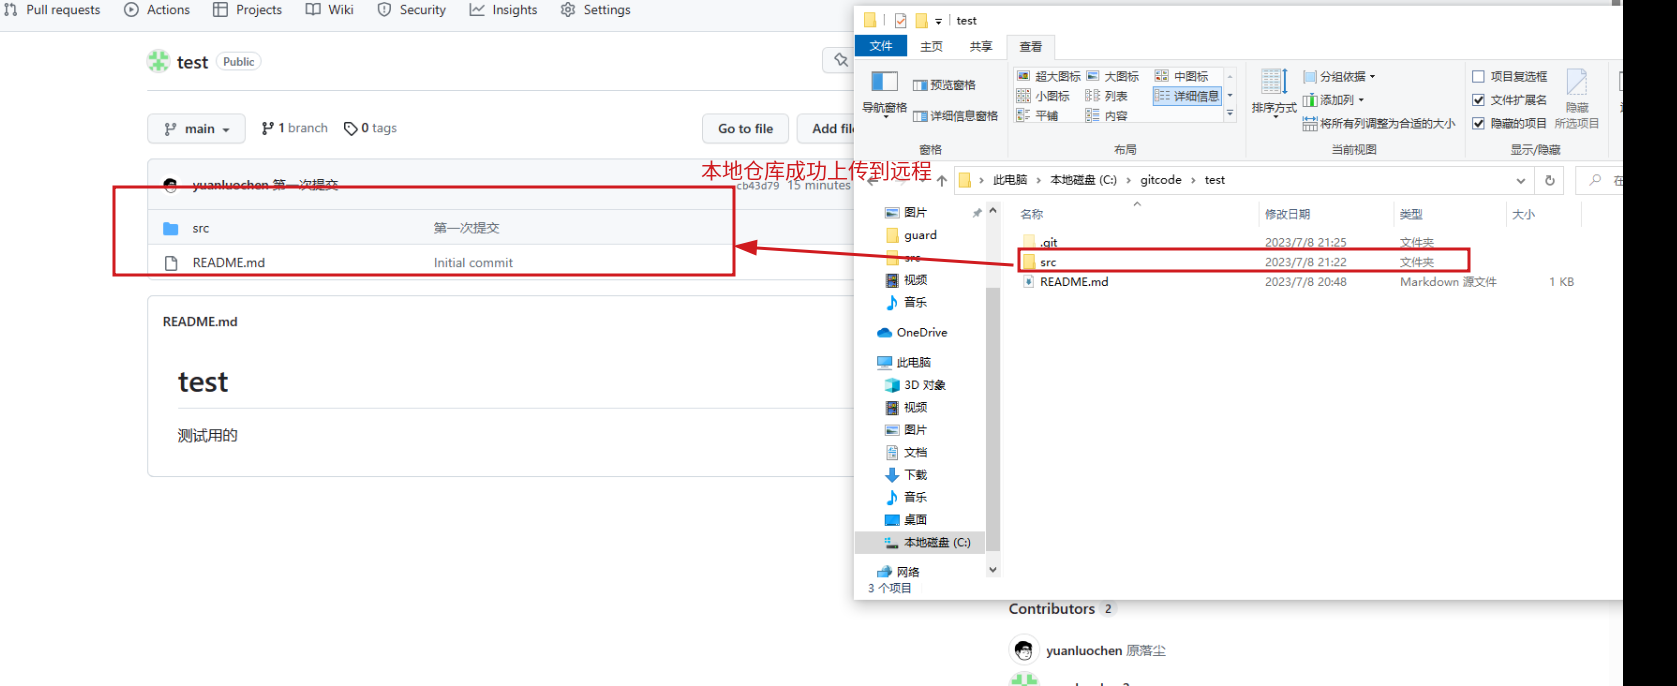 Pull requests
Actions
Projects
Wiki
Security
Insights
Settings
test
Public
main
1 branch
0 tags
Go to file
Add
本地仓库成功上传到远程
yuanluochen 第一次提交
cb43d79 15 minutes
src
第一次提交
README.md
Initial commit
README.md
test
测试用的
test
文件
主页
共享
查看
导航窗格
预览窗格
详细信息窗格
窗格
超大图标
大图标
中图标
小图标
列表
详细信息
平铺
内容
布局
排序方式
分组依据
添加列
将所有列调整为合适的大小
当前视图
项目复选框
文件扩展名
隐藏的项目
隐藏
所选项目
显示/隐藏
此电脑
本地磁盘 (C:)
gitcode
test
在
图片
guard
src
视频
音乐
OneDrive
此电脑
3D 对象
视频
图片
文档
下载
音乐
桌面
本地磁盘 (C:)
网络
3 个项目
名称
修改日期
类型
大小
.git
2023/7/8 21:25
文件夹
src
2023/7/8 21:22
文件夹
README.md
2023/7/8 20:48
Markdown 源文件
1 KB
Contributors 2
yuanluochen 原落尘